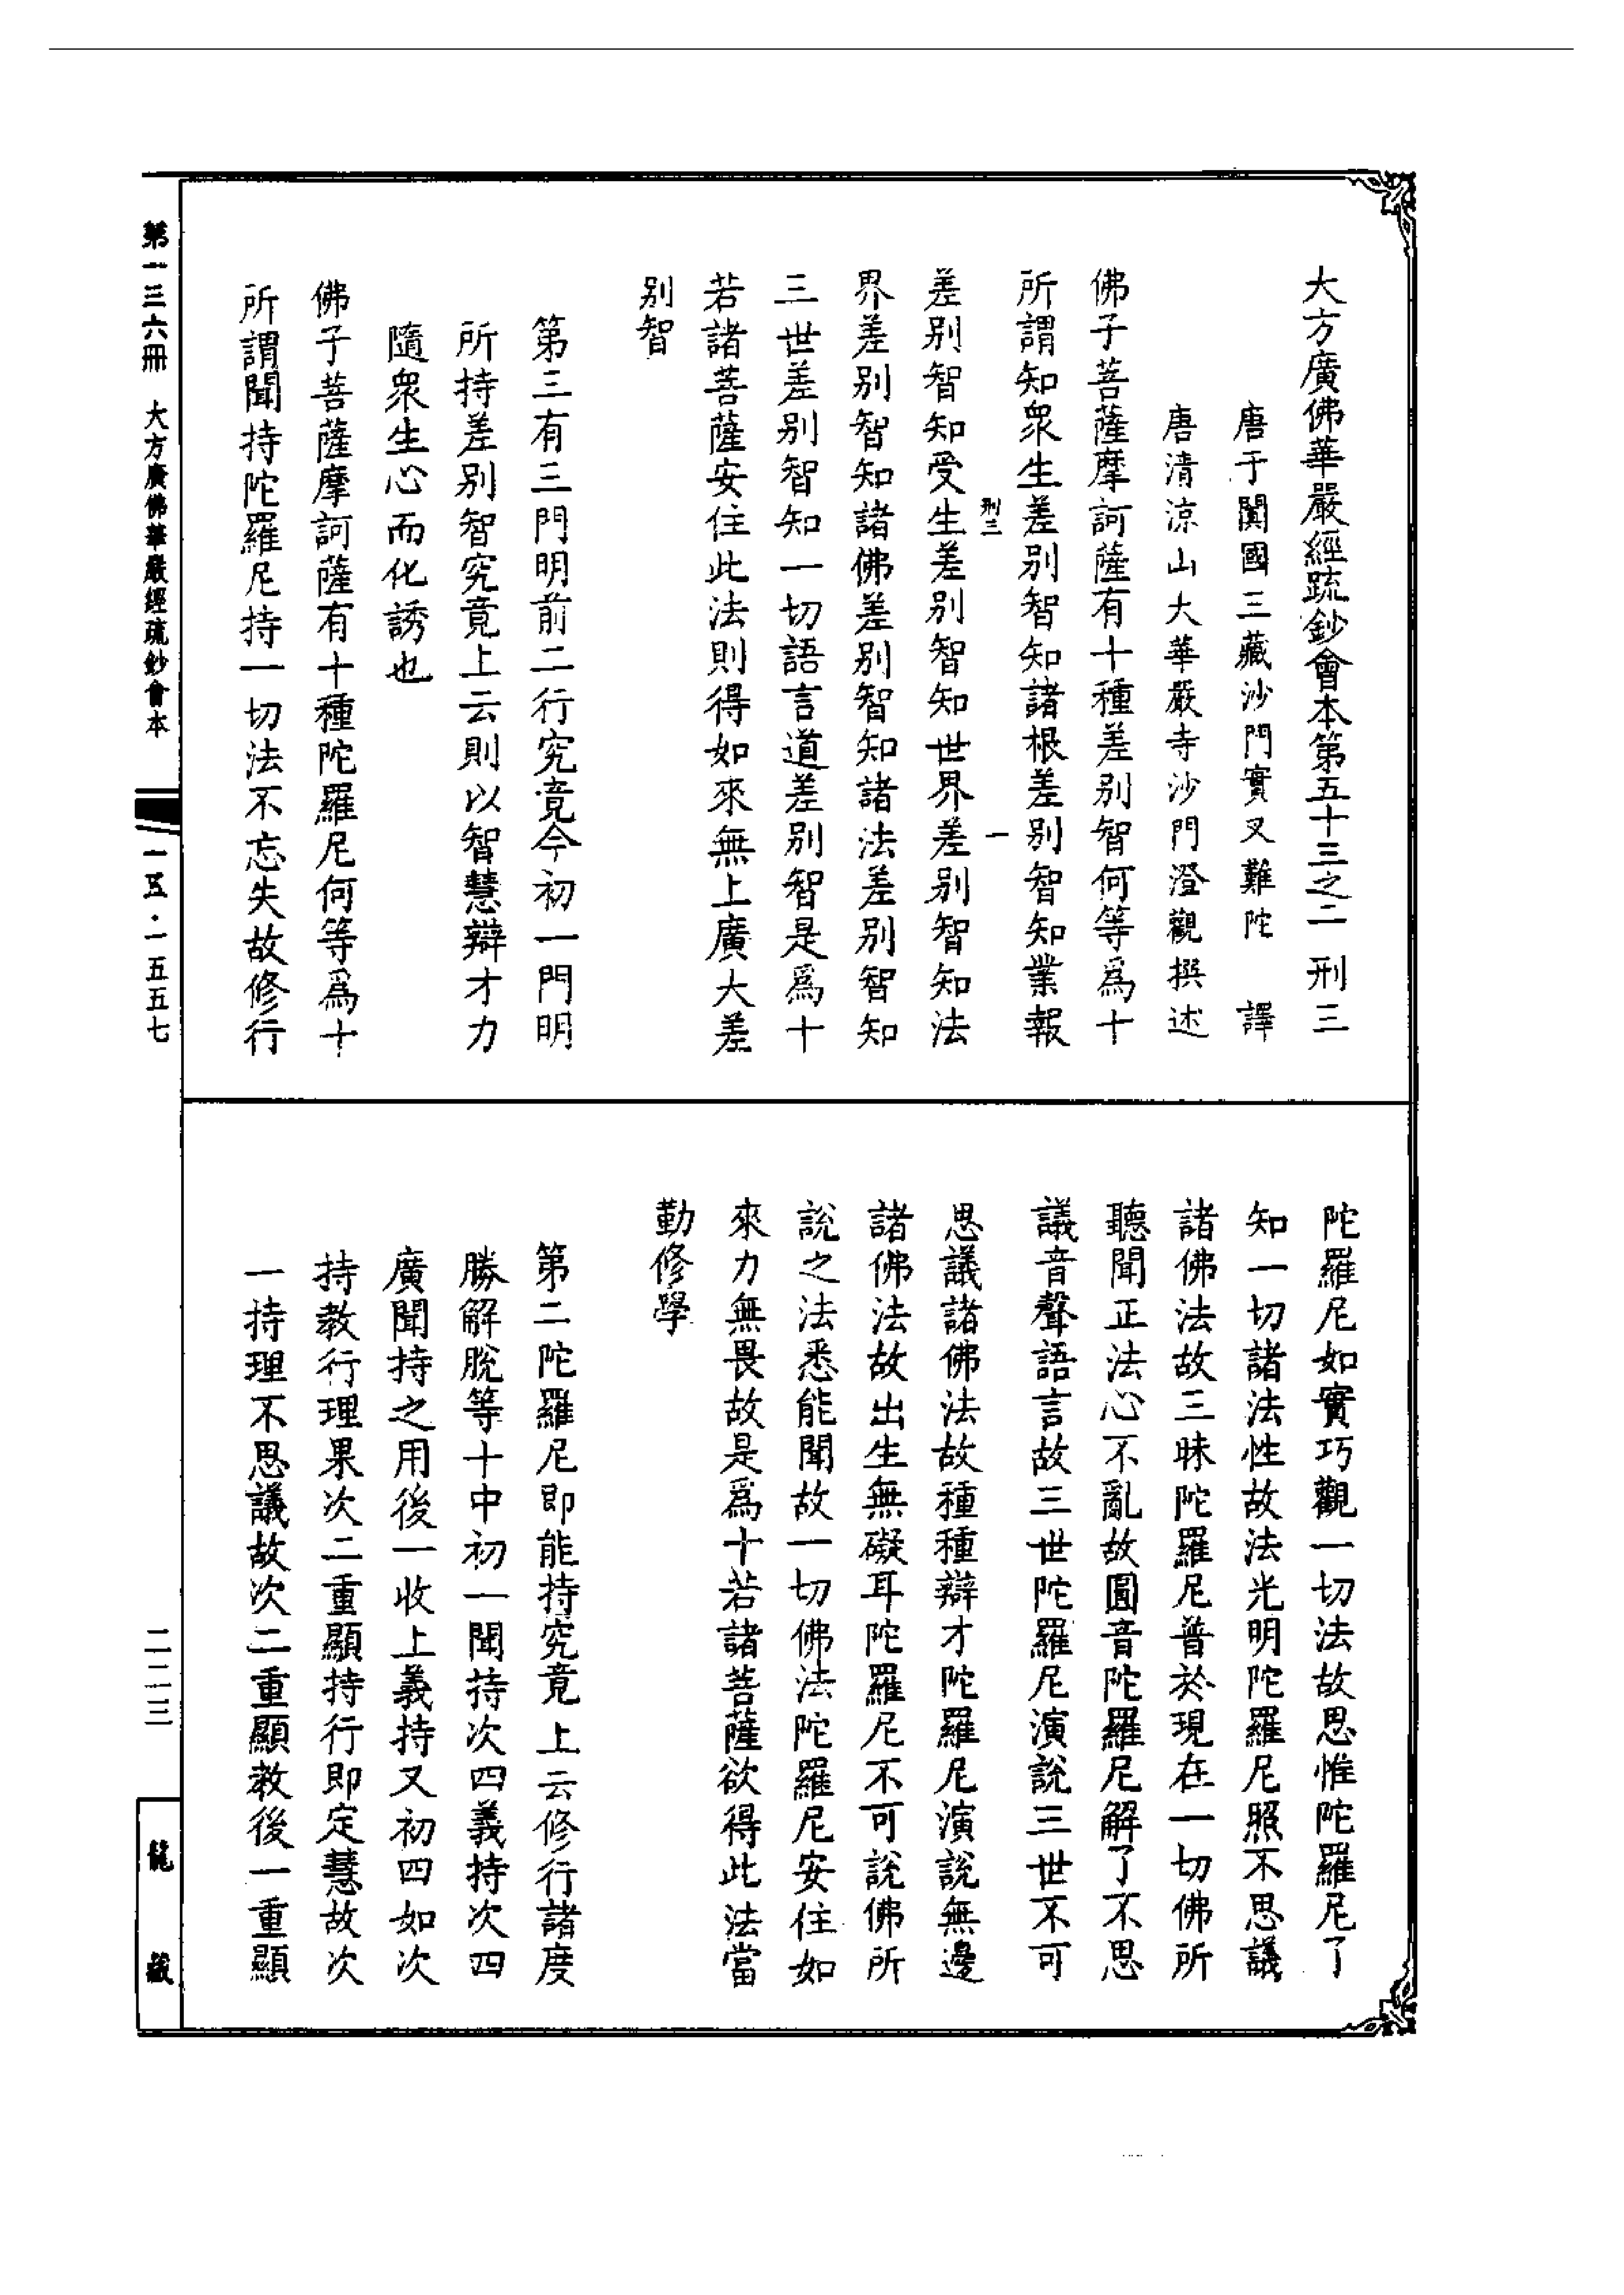 大方廣佛華嚴經疏鈔會本第五十三之二 刑三
唐于闐國三藏沙門實叉難陀 譯
唐清涼山大華嚴寺沙門澄觀撰述
佛子菩薩摩訶薩有十種差別智何等爲十
所謂知衆生差別智知諸根差別智知業報
刑三 一
差別智知受生差別智知世界差別智知法
界差別智知諸佛差別智知諸法差別智知
三世差別智知一切語言道差別智是爲十
若諸菩薩安住此法則得如來無上廣大差
別智
第三有三門明前二行究竟今初一門明
所持差別智究竟上云則以智慧辯才力
隨衆生心而化誘也
佛子菩薩摩訶薩有十種陀羅尼何等爲十
所謂聞持陀羅尼持一切法不忘失故修行
陀羅尼如實巧觀一切法故思惟陀羅尼了
知一切諸法性故法光明陀羅尼照不思議
諸佛法故三昧陀羅尼普於現在一切佛所
聽聞正法心不亂故圓音陀羅尼解了不思
議音聲語言故三世陀羅尼演說三世不可
思議諸佛法故種種辯才陀羅尼演說無邊
諸佛法故出生無礙耳陀羅尼不可說佛所
說之法悉能聞故一切佛法陀羅尼安住如
來力無畏故是爲十若諸菩薩欲得此法當
勤修學
第二陀羅尼即能持究竟上云修行諸度
勝解脫等十中初一聞持次四義持次四
廣聞持之用後一收上義持又初四如次
持教行理果次二重顯持行即定慧故次
一持理不思議故次二重顯教後一重顯
第一三六冊 大方廣佛華嚴經疏鈔會本
一五·一五五七
二二三
龍藏